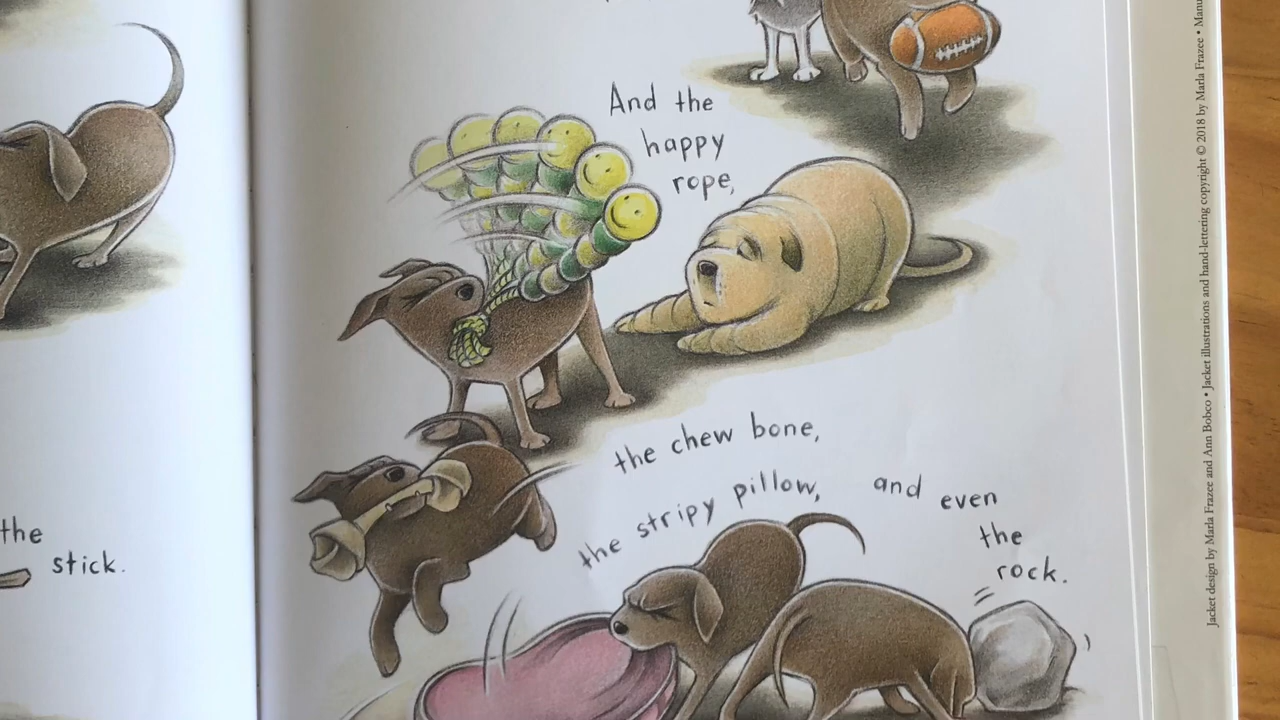 the
stick.
And the
happy
rope,
the chew bone,
the stripy pillow,
and even
the
rock.
Jacket design by Marla Frazee and Ann Bobco • Jacket illustrations and hand-lettering copyright © 2018 by Marla Frazee •